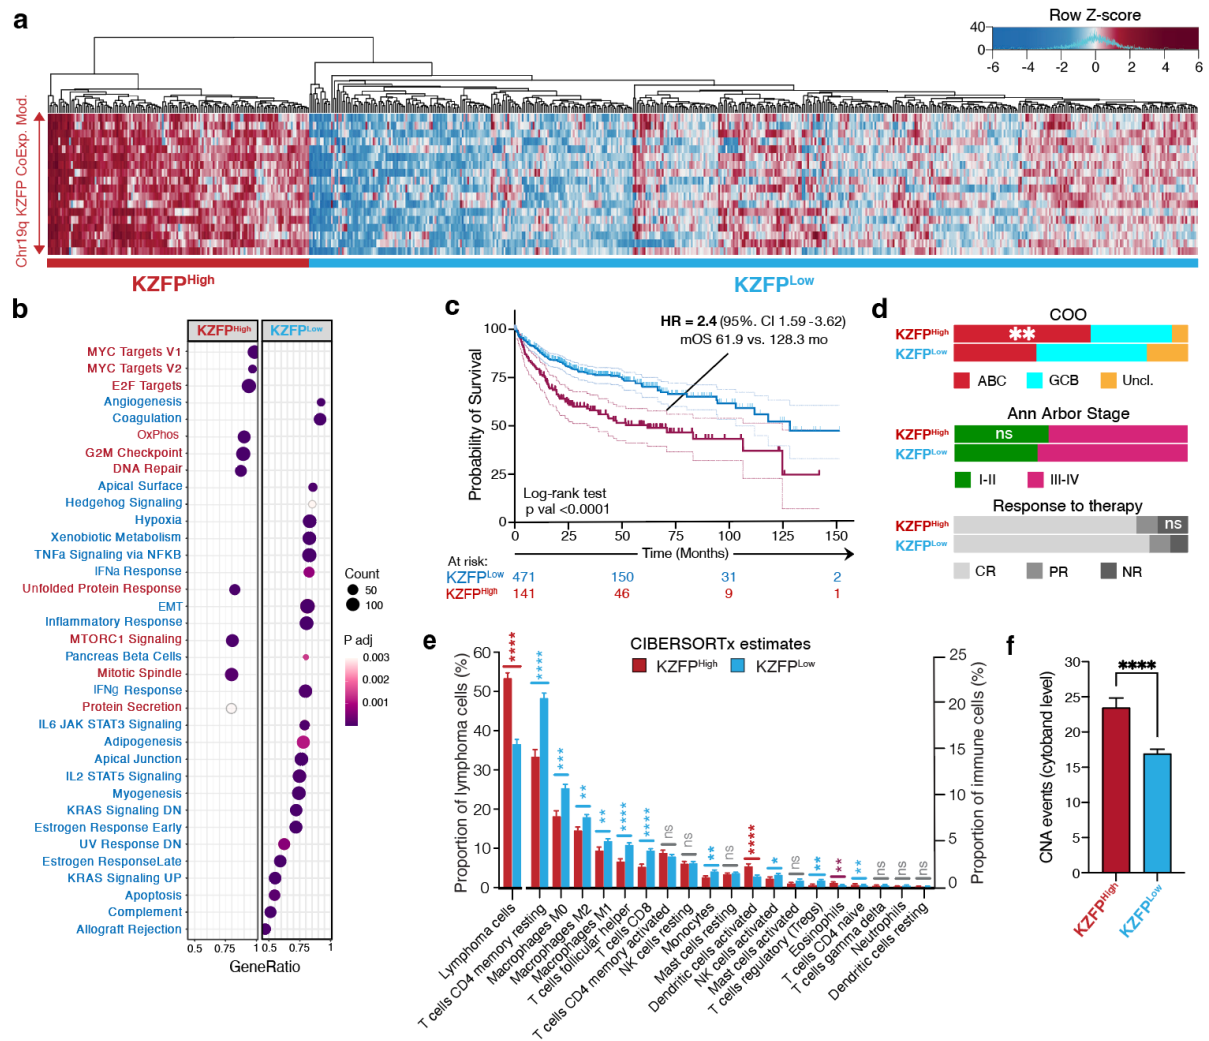 a
Row Z-score
40
0
-6 -4 -2 0 2 4 6
Chr19q KZFP CoExp. Mod.
KZFPHigh
KZFPLow
b
KZFPHigh KZFPLow
MYC Targets V1
MYC Targets V2
E2F Targets
Angiogenesis
Coagulation
OxPhos
G2M Checkpoint
DNA Repair
Apical Surface
Hedgehog Signaling
Hypoxia
Xenobiotic Metabolism
TNFa Signaling via NFKB
IFNa Response
Unfolded Protein Response
EMT
Inflammatory Response
MTORC1 Signaling
Pancreas Beta Cells
Mitotic Spindle
IFNg Response
Protein Secretion
IL6 JAK STAT3 Signaling
Adipogenesis
Apical Junction
IL2 STAT5 Signaling
Myogenesis
KRAS Signaling DN
Estrogen Response Early
UV Response DN
Estrogen ResponseLate
KRAS Signaling UP
Apoptosis
Complement
Allograft Rejection
0.5 0.75 1 0.5 0.75 1
GeneRatio
Count
50
100
P adj
0.003
0.002
0.001
c
HR = 2.4 (95%. CI 1.59 -3.62)
mOS 61.9 vs. 128.3 mo
Probability of Survival
100
75
50
25
0
Log-rank test
p val <0.0001
0 25 50 75 100 125 150
Time (Months)
At risk:
KZFPLow 471 150 31 2
KZFPHigh 141 46 9 1
d
COO
KZFPHigh **
KZFPLow
ABC GCB Uncl.
Ann Arbor Stage
KZFPHigh ns
KZFPLow
I-II III-IV
Response to therapy
KZFPHigh ns
KZFPLow
CR PR NR
e
CIBERSORTx estimates
KZFPHigh KZFPLow
Proportion of lymphoma cells (%)
60
50
40
30
20
10
0
Proportion of immune cells (%)
25
20
15
10
5
0
**** **** *** ** ** **** **** ns ns ** ns **** * ns ** ** ** ns ns ns
Lymphoma cells
T cells CD4 memory resting
Macrophages M0
Macrophages M2
Macrophages M1
T cells follicular helper
T cells CD8
T cells CD4 memory activated
NK cells resting
Monocytes
Mast cells resting
Dendritic cells activated
NK cells activated
Mast cells activated
T cells regulatory (Tregs)
Eosinophils
T cells CD4 naive
T cells gamma delta
Neutrophils
Dendritic cells resting
f
CNA events (cytoband level)
30
25
20
15
10
5
0
****
KZFPHigh
KZFPLow